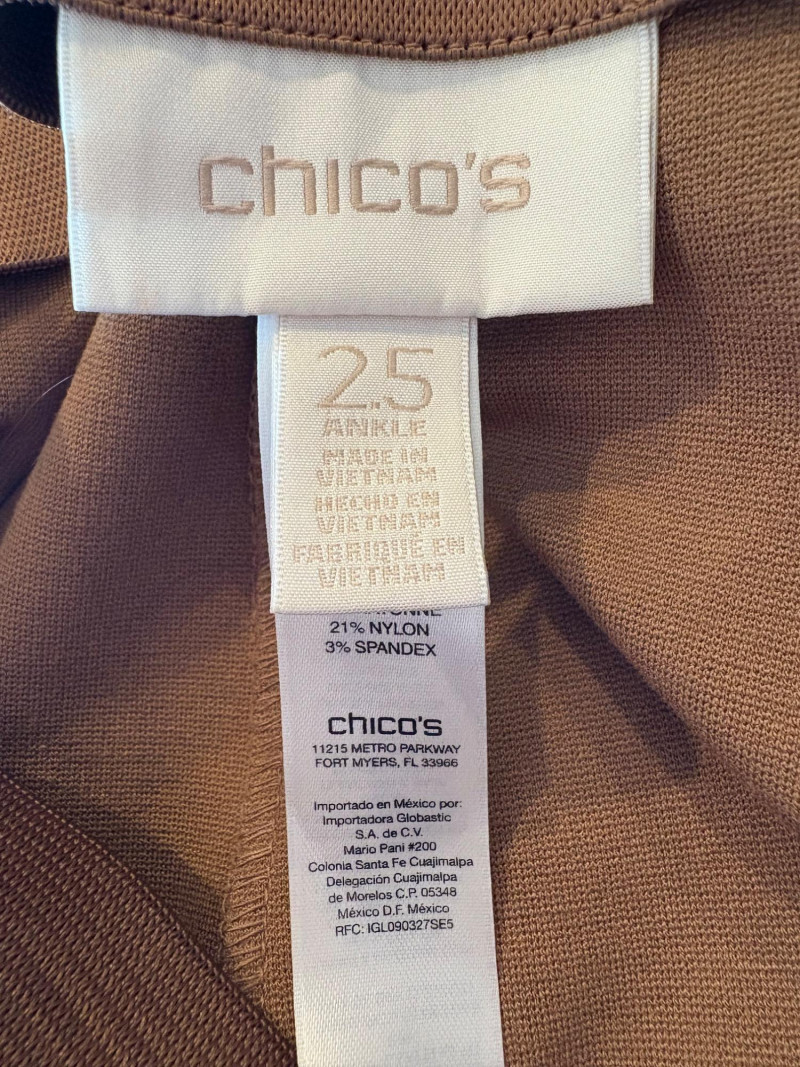 chico's
2.5
ANKLE
MADE IN
VIETNAM
HECHO EN
VIETNAM
FABRIQUÉ EN
VIETNAM
21% NYLON
3% SPANDEX
chico's
11215 METRO PARKWAY
FORT MYERS, FL 33966
Importado en México por:
Importadora Globastic
S.A. de C.V.
Mario Pani #200
Colonia Santa Fe Cuajimalpa
Delegación Cuajimalpa
de Morelos C.P. 05348
México D.F. México
RFC: IGL090327SE5